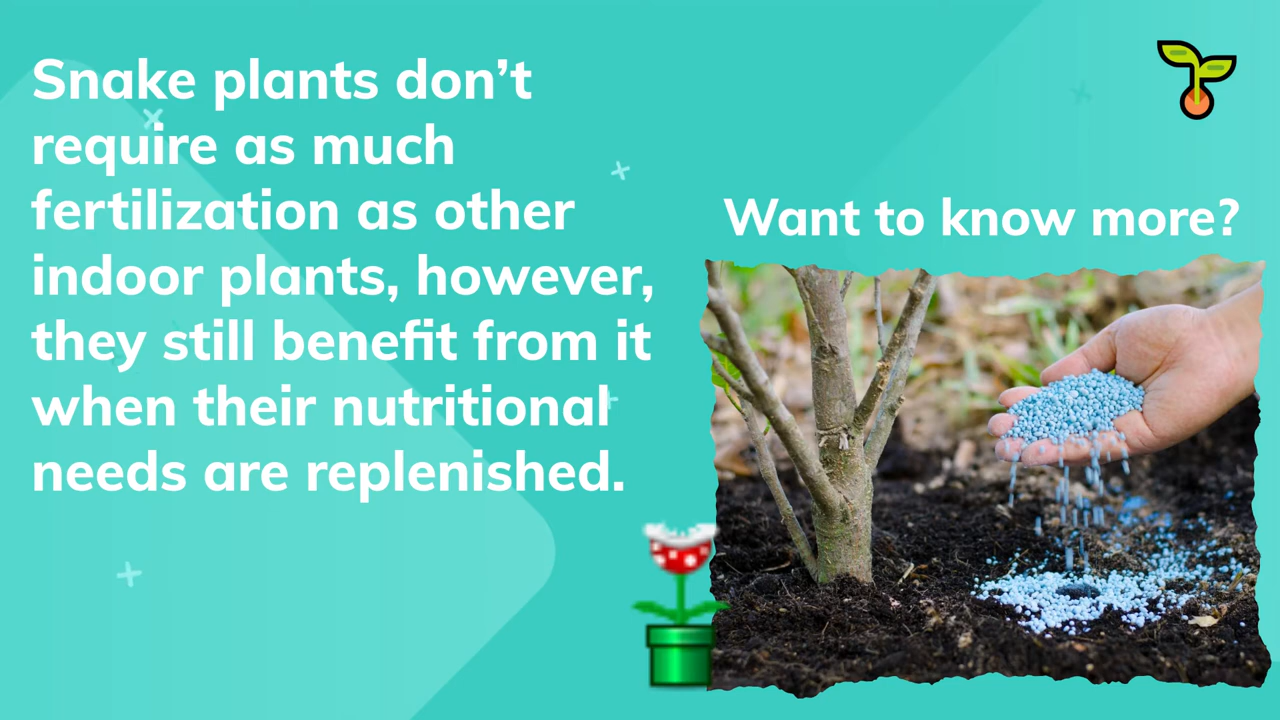 Snake plants don’t
require as much
fertilization as other
indoor plants, however,
they still benefit from it
when their nutritional
needs are replenished.
Want to know more?